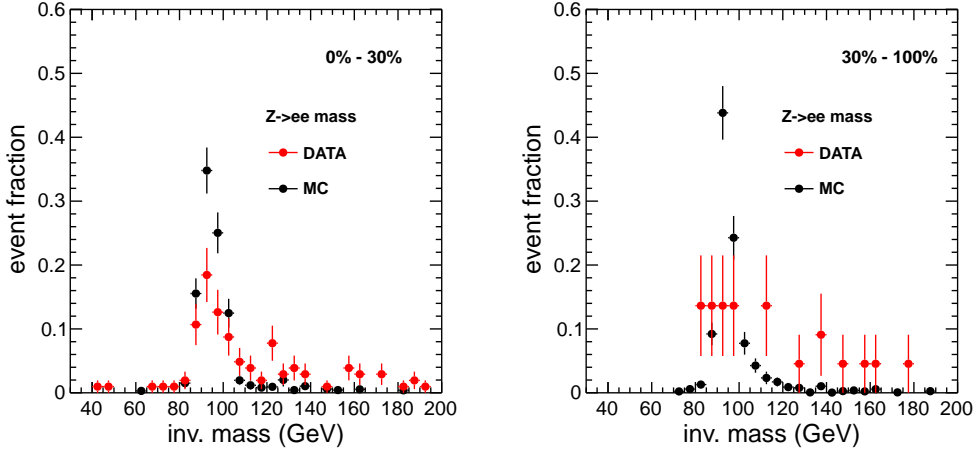 0.6
0.5
0.4
0.3
0.2
0.1
0
event fraction
0% - 30%
Z->ee mass
DATA
MC
40 60 80 100 120 140 160 180 200
inv. mass (GeV)
0.6
0.5
0.4
0.3
0.2
0.1
0
event fraction
30% - 100%
Z->ee mass
DATA
MC
40 60 80 100 120 140 160 180 200
inv. mass (GeV)